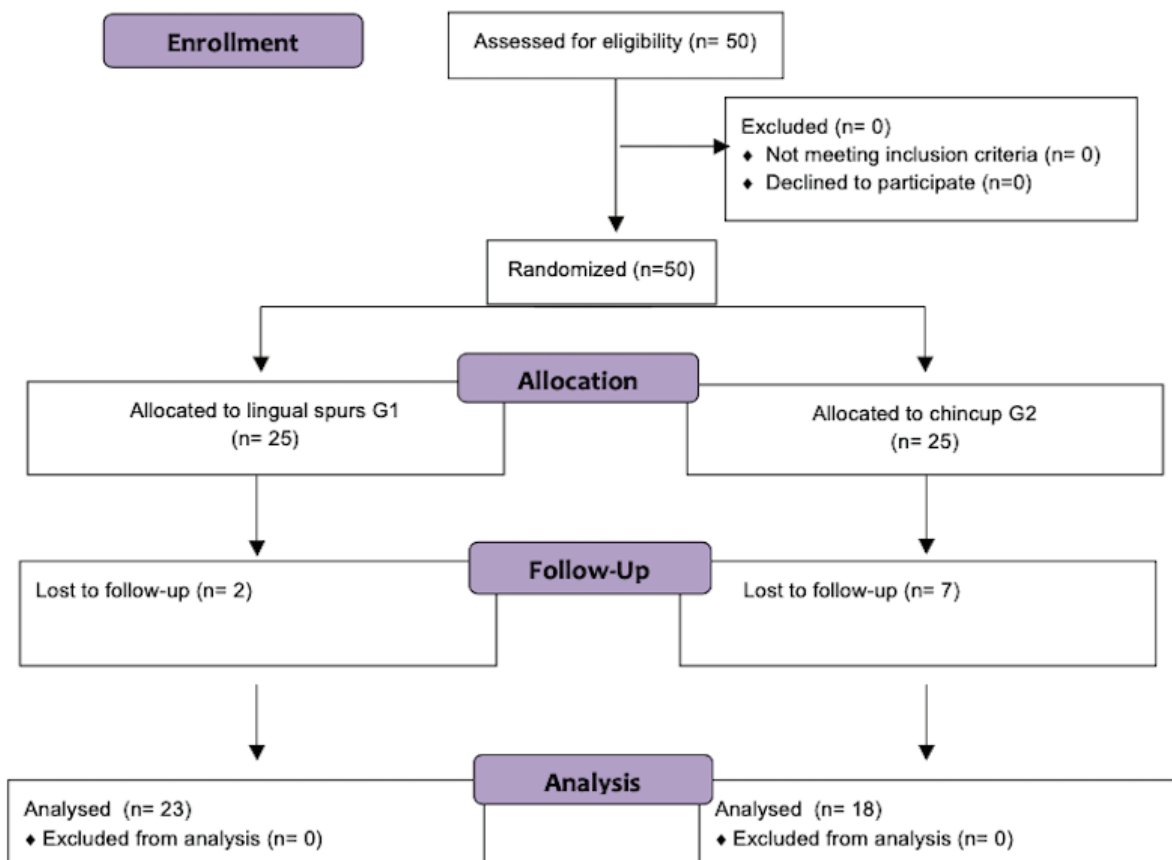 Enrollment
Assessed for eligibility (n= 50)
Excluded (n= 0)
♦ Not meeting inclusion criteria (n= 0)
♦ Declined to participate (n=0)
Randomized (n=50)
Allocation
Allocated to lingual spurs G1
(n= 25)
Allocated to chincup G2
(n= 25)
Follow-Up
Lost to follow-up (n= 2)
Lost to follow-up (n= 7)
Analysis
Analysed (n= 23)
♦ Excluded from analysis (n= 0)
Analysed (n= 18)
♦ Excluded from analysis (n= 0)